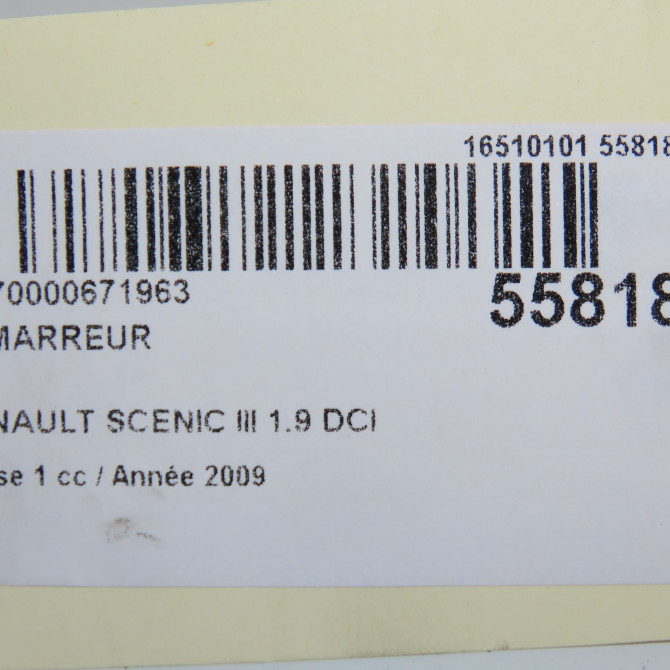 16510101 55818
70000671963
55818
MARREUR
NAULT SCENIC III 1.9 DCI
se 1 cc / Année 2009